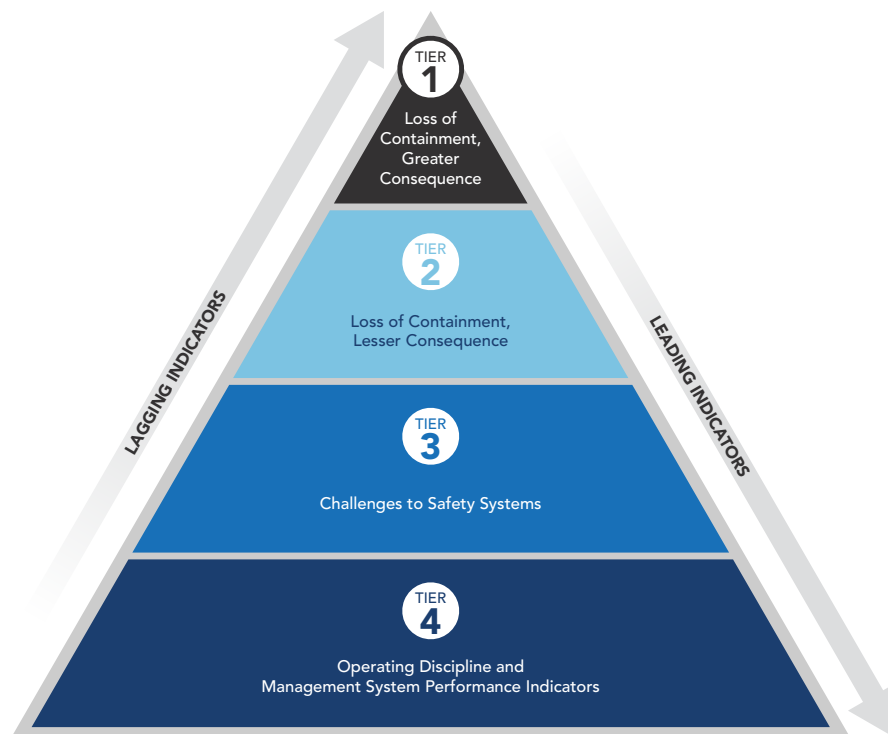 TIER
1
Loss of
Containment,
Greater
Consequence
TIER
2
Loss of Containment,
Lesser Consequence
LAGGING INDICATORS
LEADING INDICATORS
TIER
3
Challenges to Safety Systems
TIER
4
Operating Discipline and
Management System Performance Indicators